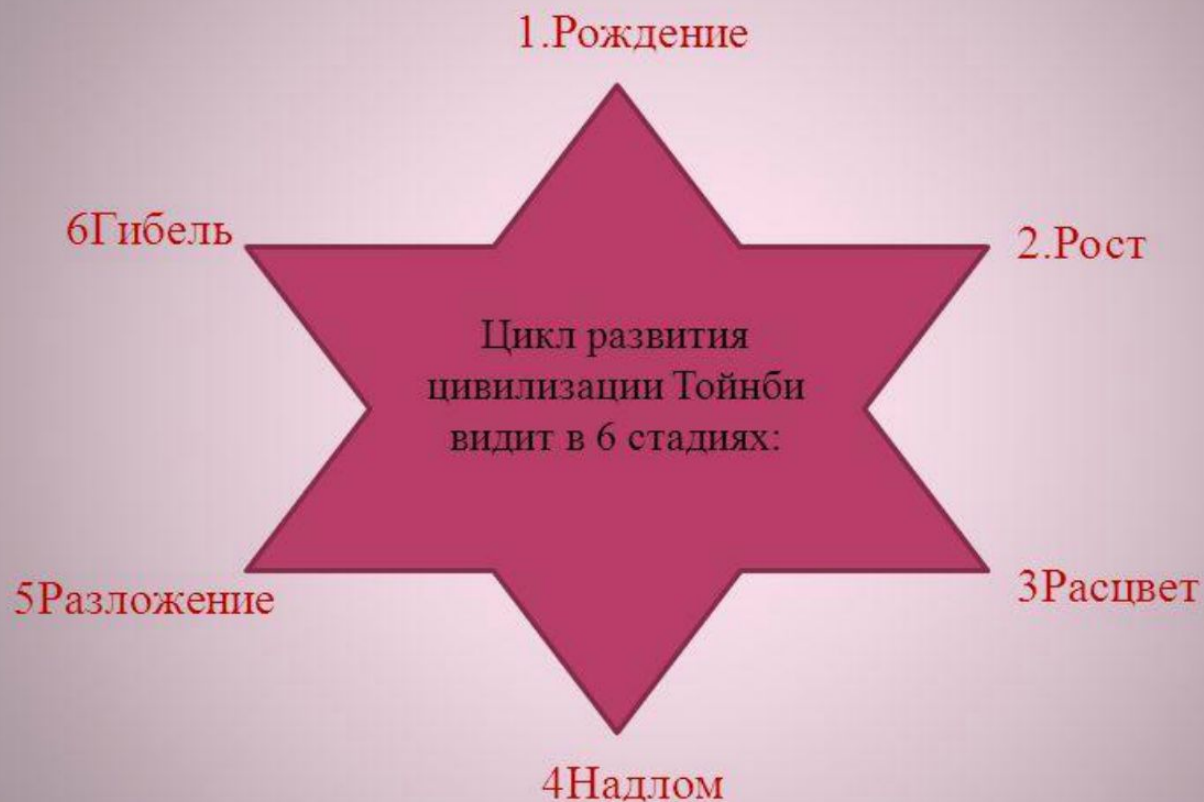 1.Рождение
2.Рост
3Расцвет
4Надлом
5Разложение
6Гибель
Цикл развития
цивилизации Тойнби
видит в 6 стадиях: